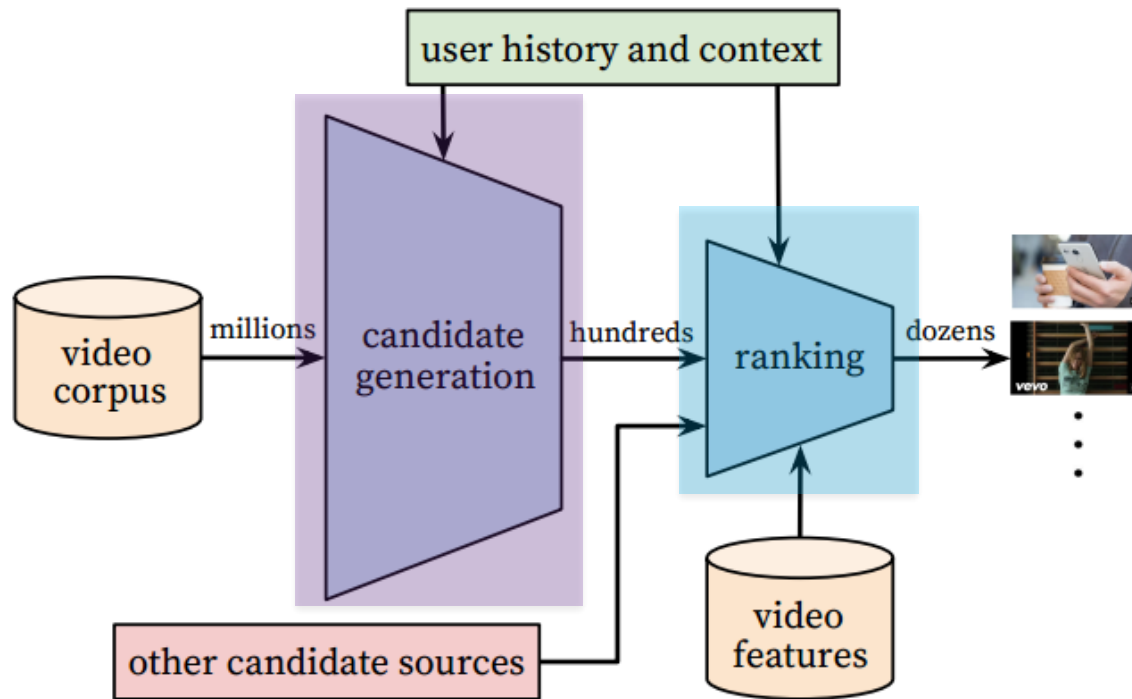 user history and context
millions
video
corpus
candidate
generation
hundreds
ranking
dozens
vevo
other candidate sources
video
features